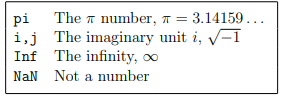 pi The π number, π = 3.14159...
i,j The imaginary unit i, √−1
Inf The infinity, ∞
NaN Not a number